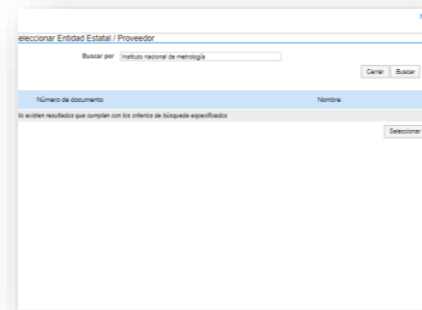 eleccionar Entidad Estatal / Proveedor
Buscar por Instituto nacional de metrología
Cerrar Buscar
Número de documento Nombre
No existen resultados que cumplan con los criterios de búsqueda especificados
Seleccionar